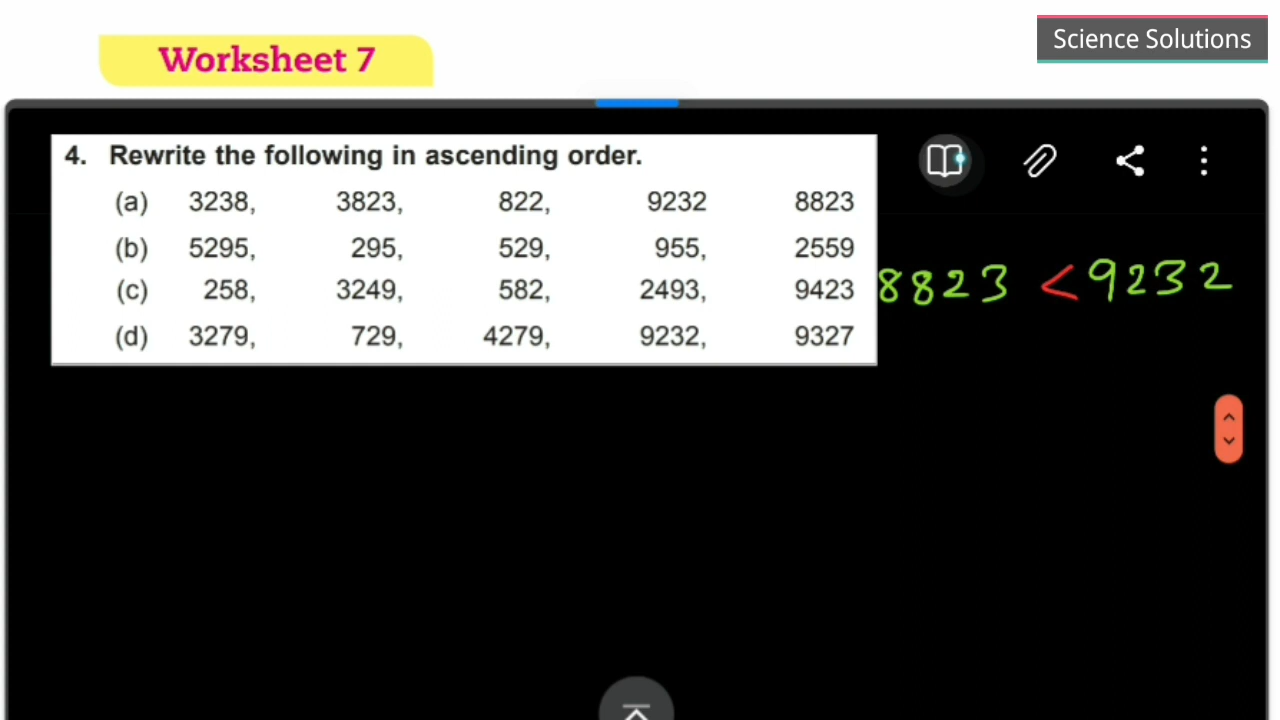 Worksheet 7
Science Solutions
4. Rewrite the following in ascending order.
(a) 3238, 3823, 822, 9232 8823
(b) 5295, 295, 529, 955, 2559
(c) 258, 3249, 582, 2493, 9423
(d) 3279, 729, 4279, 9232, 9327
8823 < 9232